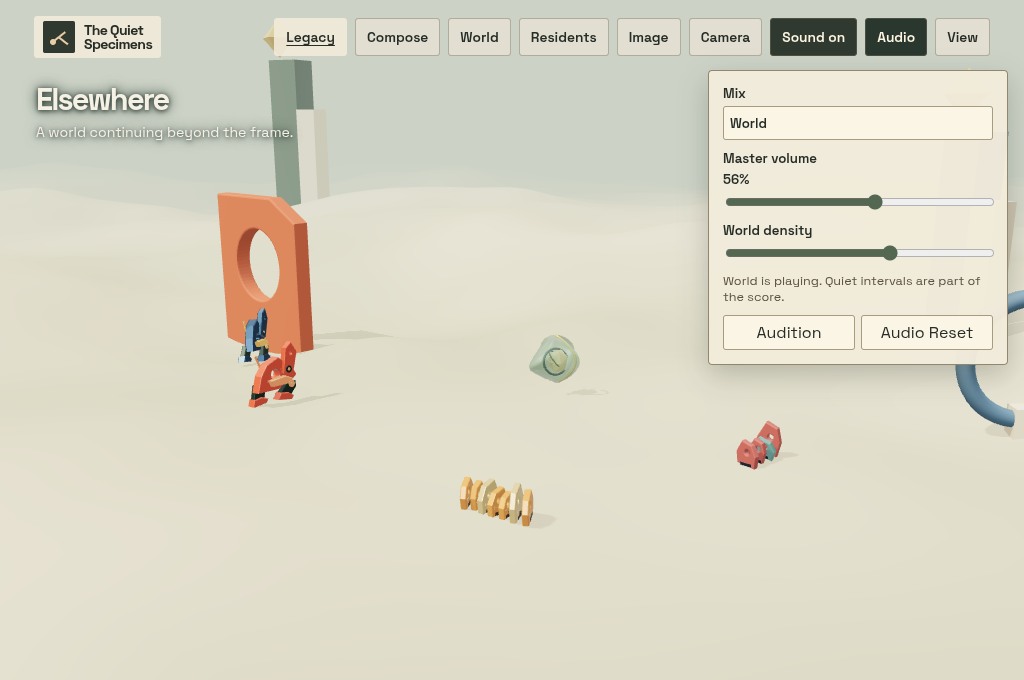 The Quiet
Specimens
Legacy
Compose
World
Residents
Image
Camera
Sound on
Audio
View
Elsewhere
A world continuing beyond the frame.
Mix
World
Master volume
56%
World density
World is playing. Quiet intervals are part of
the score.
Audition
Audio Reset